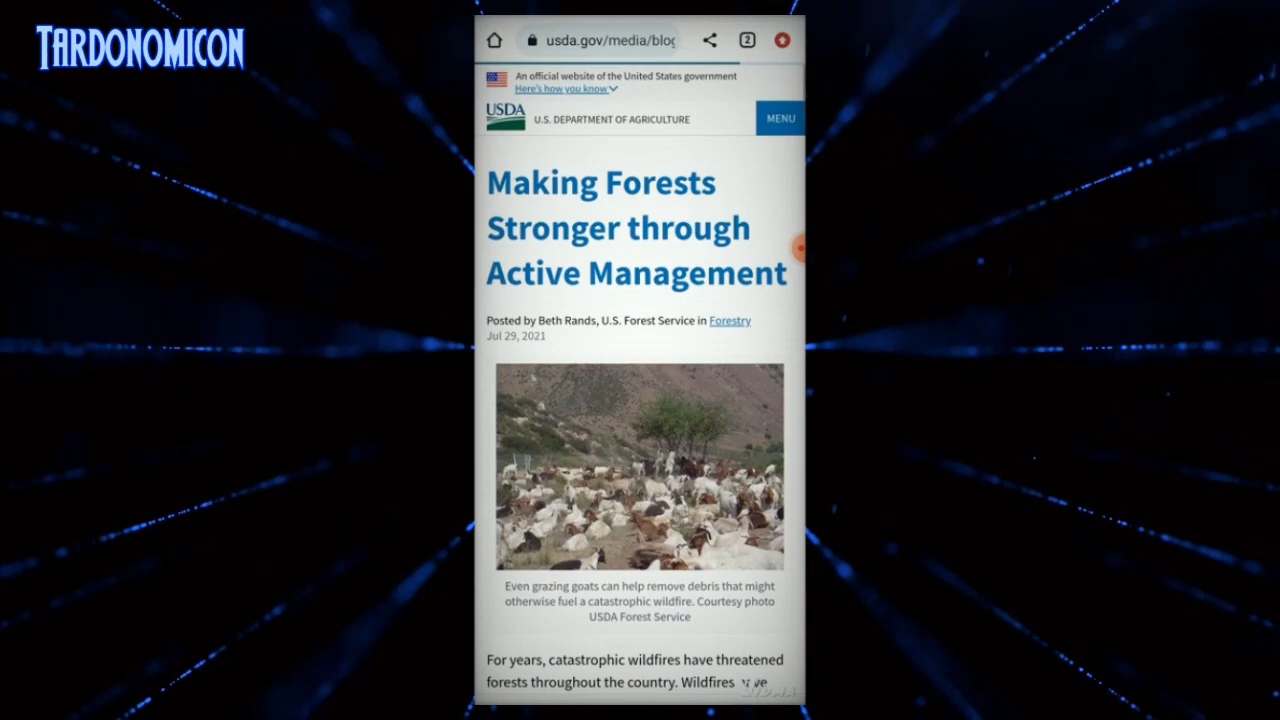 TARDONOMICON
usda.gov/media/blog
2
An official website of the United States government
Here's how you know
USDA
U.S. DEPARTMENT OF AGRICULTURE
MENU
Making Forests
Stronger through
Active Management
Posted by Beth Rands, U.S. Forest Service in Forestry
Jul 29, 2021
Even grazing goats can help remove debris that might
otherwise fuel a catastrophic wildfire. Courtesy photo
USDA Forest Service
For years, catastrophic wildfires have threatened
forests throughout the country. Wildfires